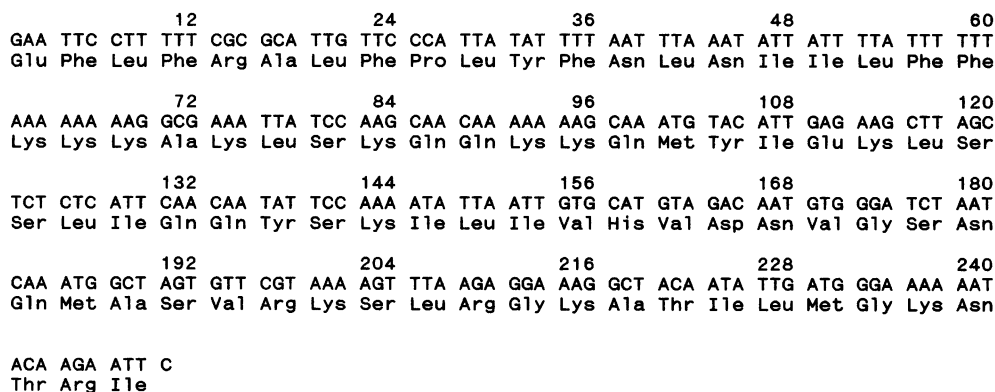 12 24 36 48 60
GAA TTC CTT TTT CGC GCA TTG TTC CCA TTA TAT TTT AAT TTA AAT ATT ATT TTA TTT TTT
Glu Phe Leu Phe Arg Ala Leu Phe Pro Leu Tyr Phe Asn Leu Asn Ile Ile Leu Phe Phe
72 84 96 108 120
AAA AAA AAG GCG AAA TTA TCC AAG CAA CAA AAA AAG CAA ATG TAC ATT GAG AAG CTT AGC
Lys Lys Lys Ala Lys Leu Ser Lys Gln Gln Lys Lys Gln Met Tyr Ile Glu Lys Leu Ser
132 144 156 168 180
TCT CTC ATT CAA CAA TAT TCC AAA ATA TTA ATT GTG CAT GTA GAC AAT GTG GGA TCT AAT
Ser Leu Ile Gln Gln Tyr Ser Lys Ile Leu Ile Val His Val Asp Asn Val Gly Ser Asn
192 204 216 228 240
CAA ATG GCT AGT GTT CGT AAA AGT TTA AGA GGA AAG GCT ACA ATA TTG ATG GGA AAA AAT
Gln Met Ala Ser Val Arg Lys Ser Leu Arg Gly Lys Ala Thr Ile Leu Met Gly Lys Asn
ACA AGA ATT C
Thr Arg Ile